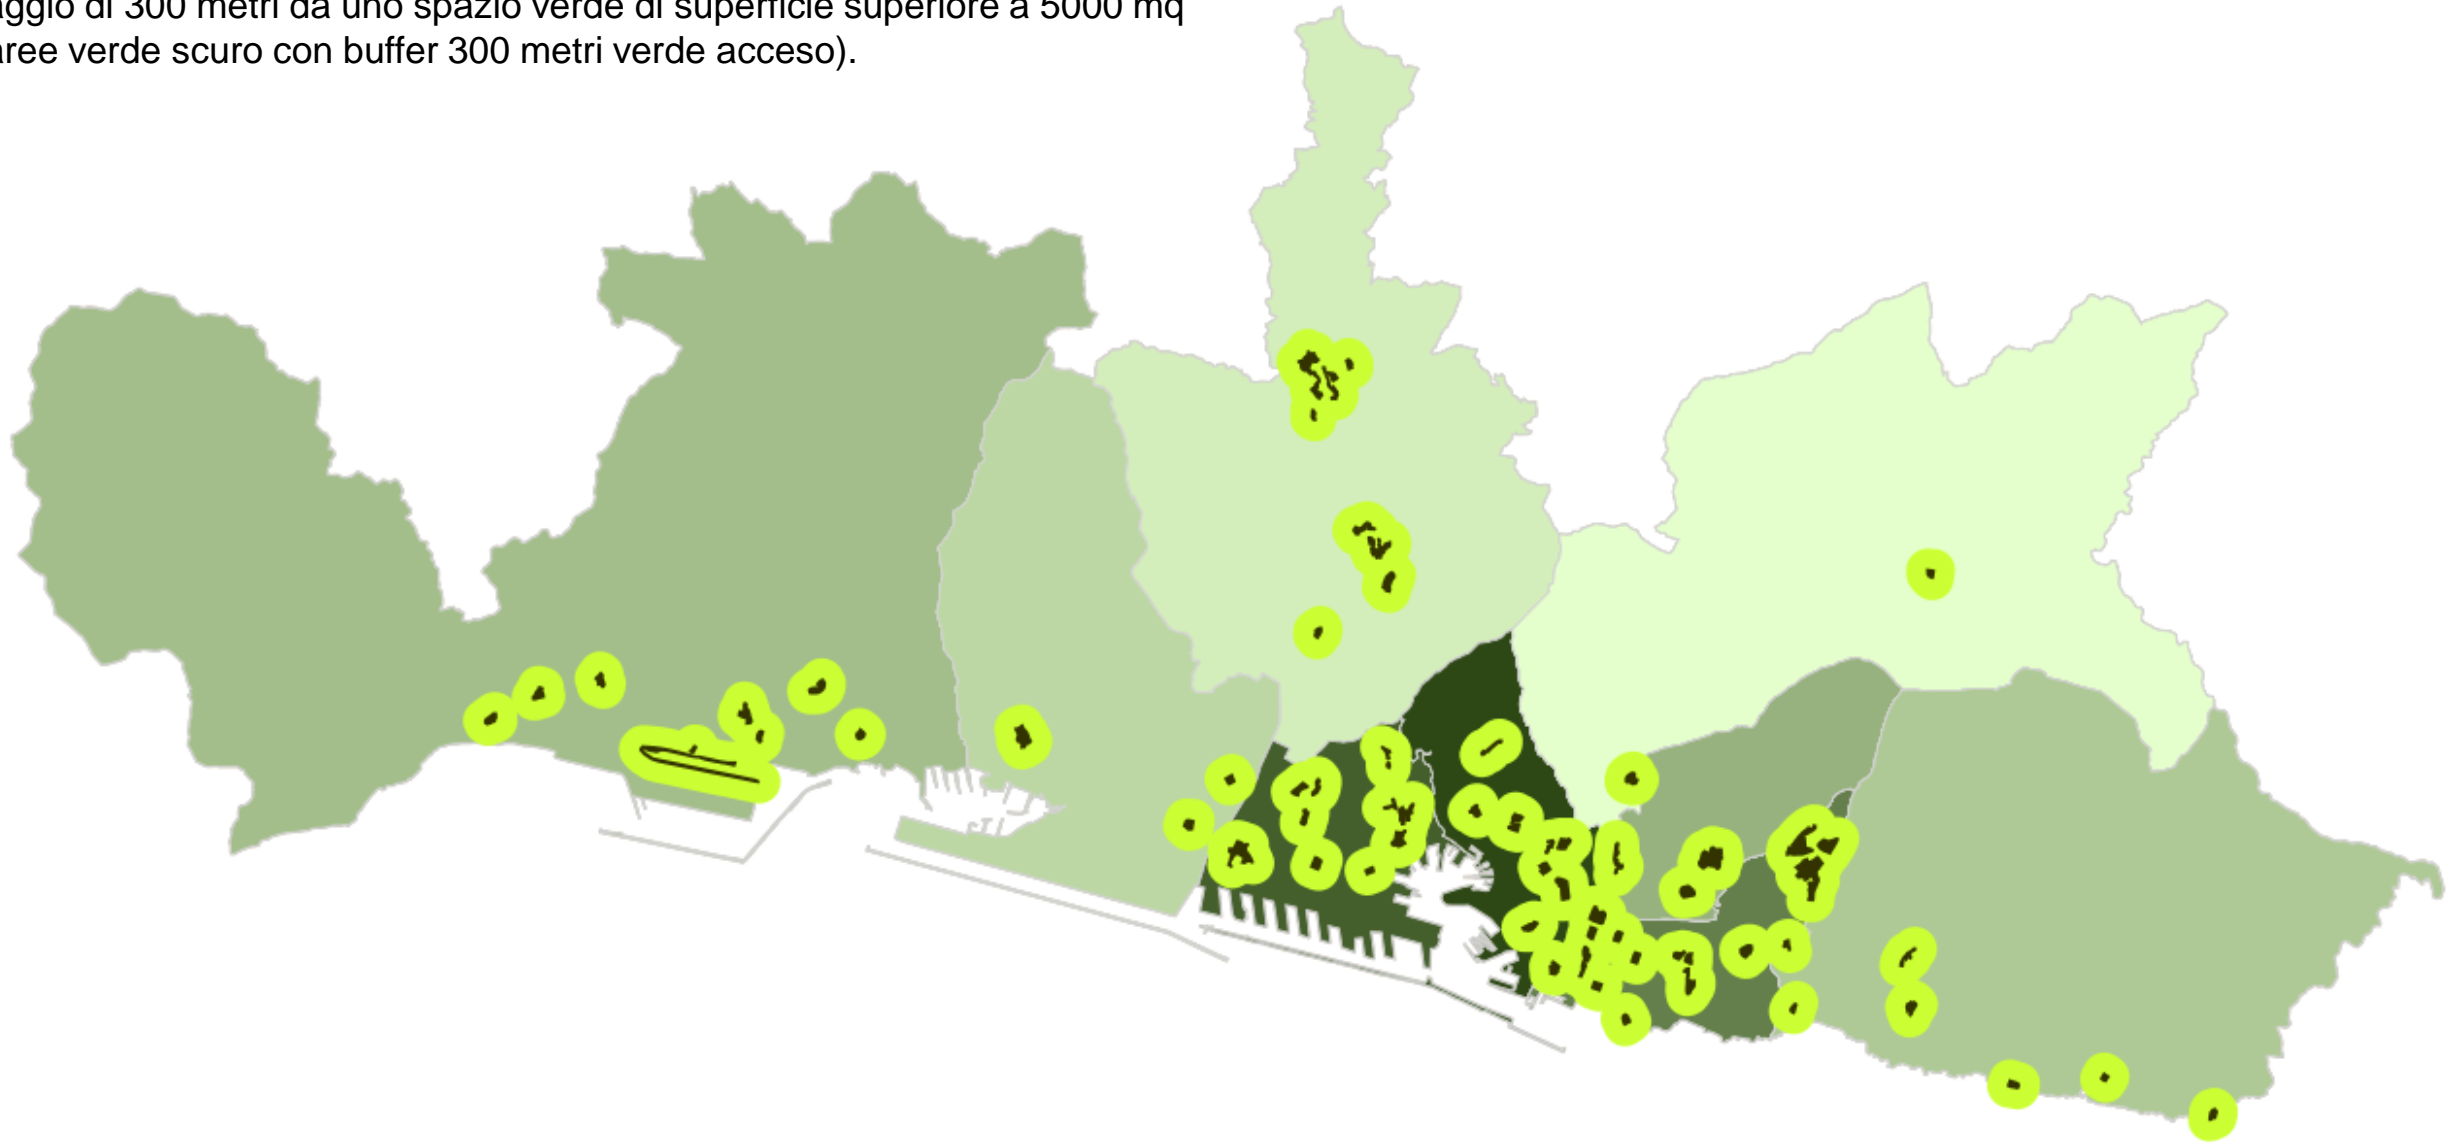 aggio di 300 metri da uno spazio verde di superficie superiore a 5000 mq
aree verde scuro con buffer 300 metri verde acceso).